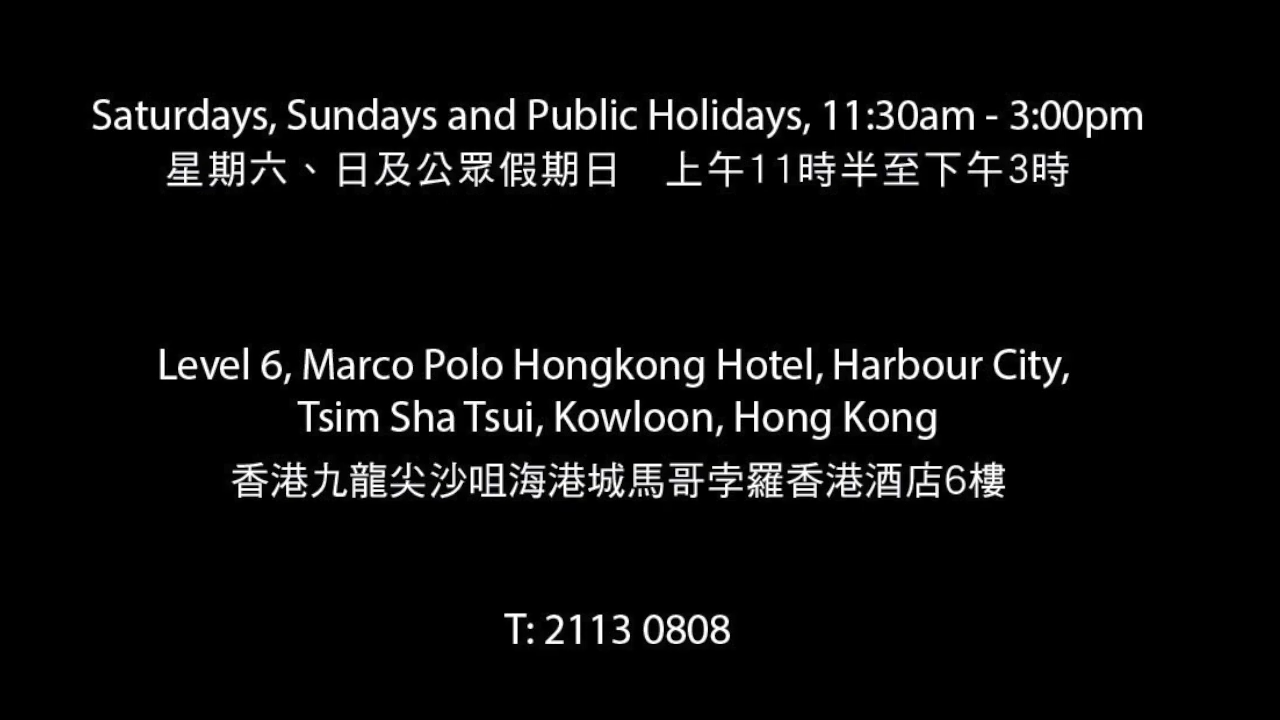 Saturdays, Sundays and Public Holidays, 11:30am - 3:00pm
星期六、日及公眾假期日　上午11時半至下午3時
Level 6, Marco Polo Hongkong Hotel, Harbour City,
Tsim Sha Tsui, Kowloon, Hong Kong
香港九龍尖沙咀海港城馬哥孛羅香港酒店6樓
T: 2113 0808